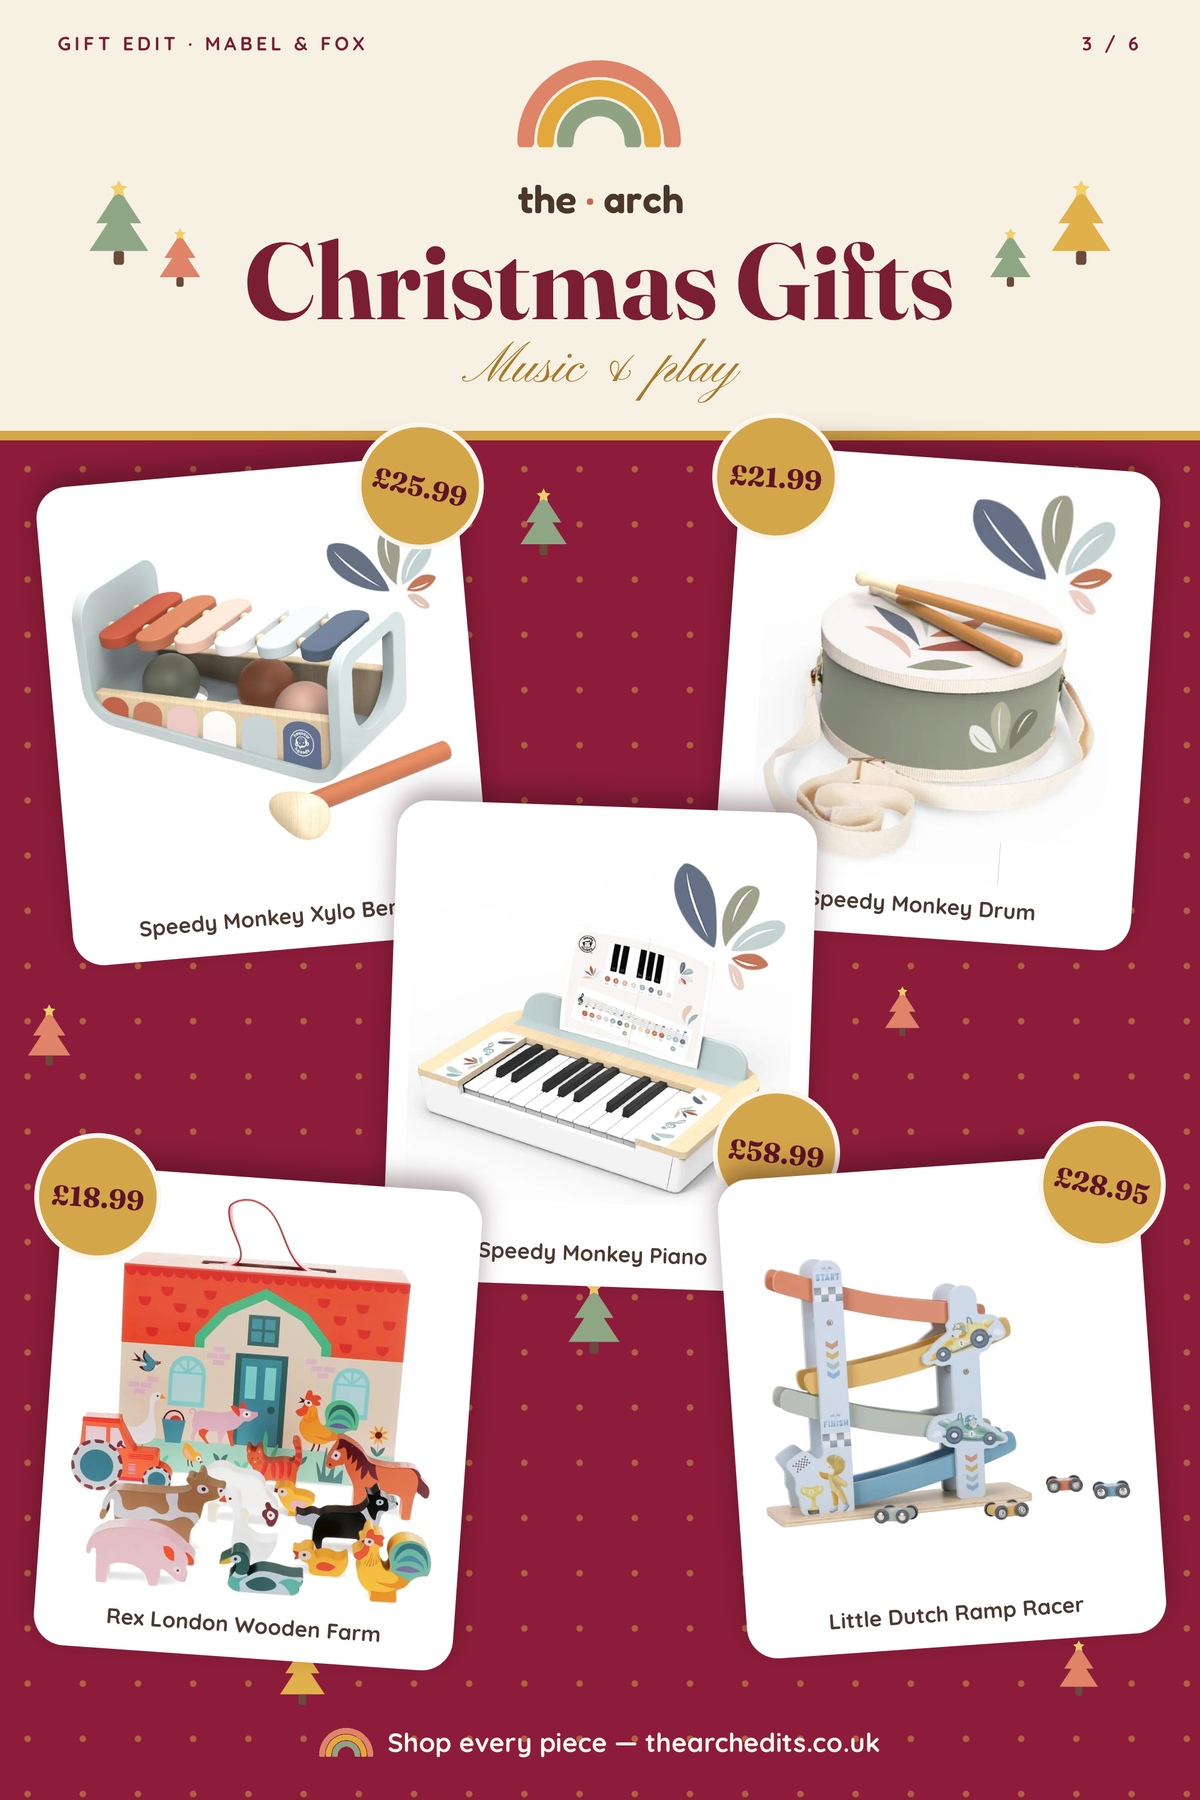 GIFT EDIT · MABEL & FOX
3 / 6
the · arch
Christmas Gifts
Music & play
£25.99
£21.99
Speedy Monkey Xylo Ben
Speedy Monkey Drum
£58.99
Speedy Monkey Piano
£18.99
£28.95
START
FINISH
Rex London Wooden Farm
Little Dutch Ramp Racer
Shop every piece — thearchedits.co.uk